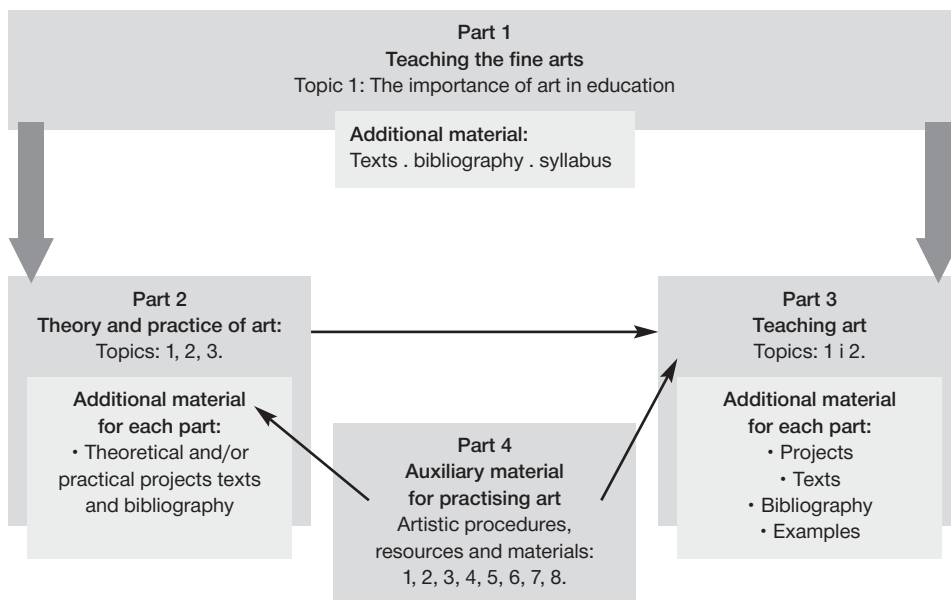 Part 1
Teaching the fine arts
Topic 1: The importance of art in education
Additional material:
Texts . bibliography . syllabus
Part 2
Theory and practice of art:
Topics: 1, 2, 3.
Additional material
for each part:
• Theoretical and/or
practical projects texts
and bibliography
Part 3
Teaching art
Topics: 1 i 2.
Additional material
for each part:
• Projects
• Texts
• Bibliography
• Examples
Part 4
Auxiliary material
for practising art
Artistic procedures,
resources and materials:
1, 2, 3, 4, 5, 6, 7, 8.